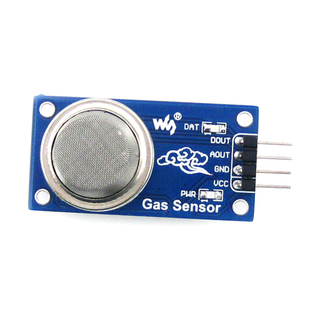 DAT
DOUT
AOUT
GND
VCC
PWR
Gas Sensor